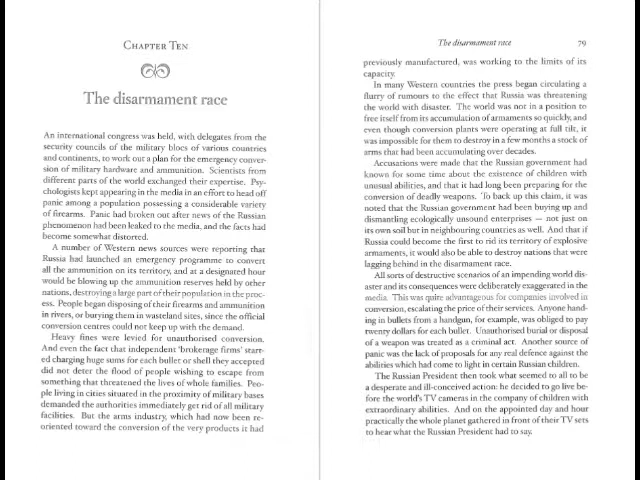 CHAPTER TEN
The disarmament race
An international congress was held, with delegates from the
security councils of the military blocs of various countries
and continents, to work out a plan for the emergency conver-
sion of military hardware and ammunition. Scientists from
different parts of the world exchanged their expertise. Psy-
chologists kept appearing in the media in an effort to head off
panic among a population possessing a considerable variety
of firearms. Panic had broken out after news of the Russian
phenomenon had been leaked to the media, and the facts had
become somewhat distorted.
A number of Western news sources were reporting that
Russia had launched an emergency programme to convert
all the ammunition on its territory, and at a designated hour
would be blowing up the ammunition reserves held by other
nations, destroying a large part of their population in the proc-
ess. People began disposing of their firearms and ammunition
in rivers, or burying them in wasteland sites, since the official
conversion centres could not keep up with the demand.
Heavy fines were levied for unauthorised conversion.
And even the fact that independent 'brokerage firms' start-
ed charging huge sums for each bullet or shell they accepted
did not deter the flood of people wishing to escape from
something that threatened the lives of whole families. Peo-
ple living in cities situated in the proximity of military bases
demanded the authorities immediately get rid of all military
facilities. But the arms industry, which had now been re-
oriented toward the conversion of the very products it had
The disarmament race 79
previously manufactured, was working to the limits of its
capacity.
In many Western countries the press began circulating a
flurry of rumours to the effect that Russia was threatening
the world with disaster. The world was not in a position to
free itself from its accumulation of armaments so quickly, and
even though conversion plants were operating at full tilt, it
was impossible for them to destroy in a few months a stock of
arms that had been accumulating over decades.
Accusations were made that the Russian government had
known for some time about the existence of children with
unusual abilities, and that it had long been preparing for the
conversion of deadly weapons. To back up this claim, it was
noted that the Russian government had been buying up and
dismantling ecologically unsound enterprises — not just on
its own soil but in neighbouring countries as well. And that if
Russia could become the first to rid its territory of explosive
armaments, it would also be able to destroy nations that were
lagging behind in the disarmament race.
All sorts of destructive scenarios of an impending world dis-
aster and its consequences were deliberately exaggerated in the
media. This was quite advantageous for companies involved in
conversion, escalating the price of their services. Anyone hand-
ing in bullets from a handgun, for example, was obliged to pay
twenty dollars for each bullet. Unauthorised burial or disposal
of a weapon was treated as a criminal act. Another source of
panic was the lack of proposals for any real defence against the
abilities which had come to light in certain Russian children.
The Russian President then took what seemed to all to be
a desperate and ill-conceived action: he decided to go live be-
fore the world's TV cameras in the company of children with
extraordinary abilities. And on the appointed day and hour
practically the whole planet gathered in front of their TV sets
to hear what the Russian President had to say.